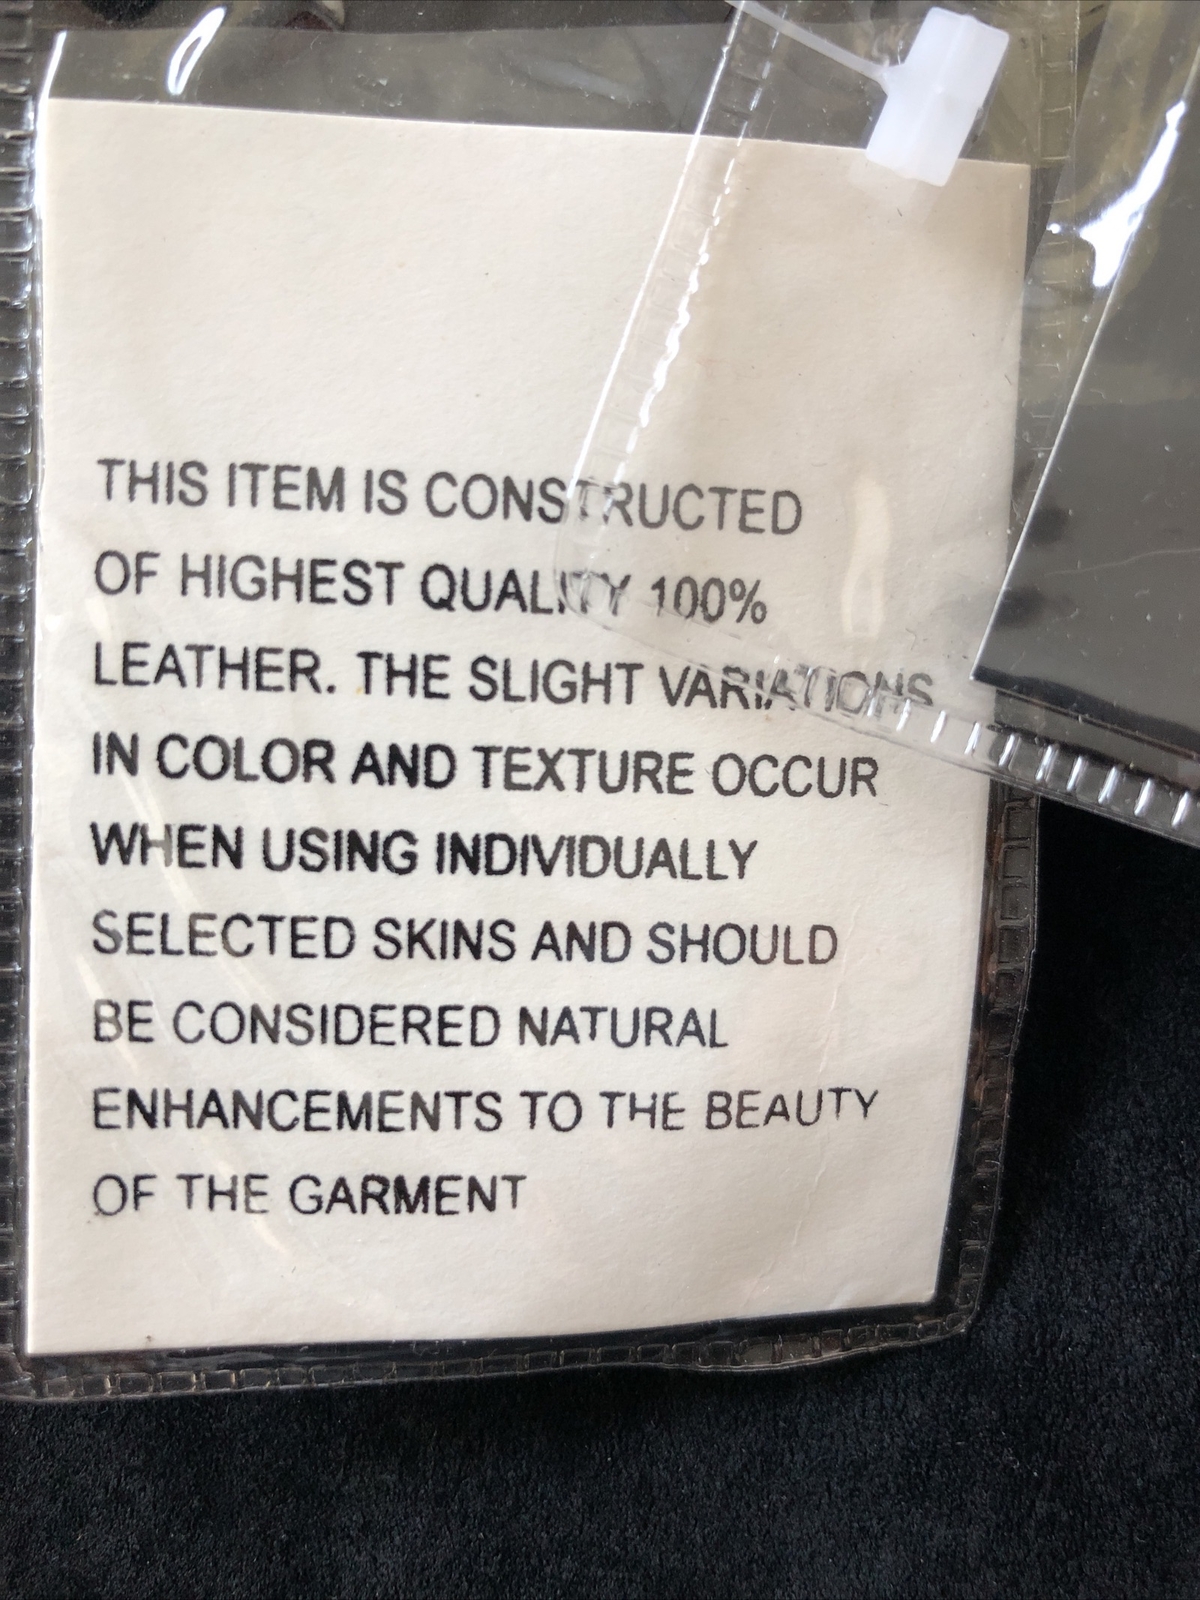 THIS ITEM IS CONSTRUCTED
OF HIGHEST QUALITY 100%
LEATHER. THE SLIGHT VARIATIONS
IN COLOR AND TEXTURE OCCUR
WHEN USING INDIVIDUALLY
SELECTED SKINS AND SHOULD
BE CONSIDERED NATURAL
ENHANCEMENTS TO THE BEAUTY
OF THE GARMENT